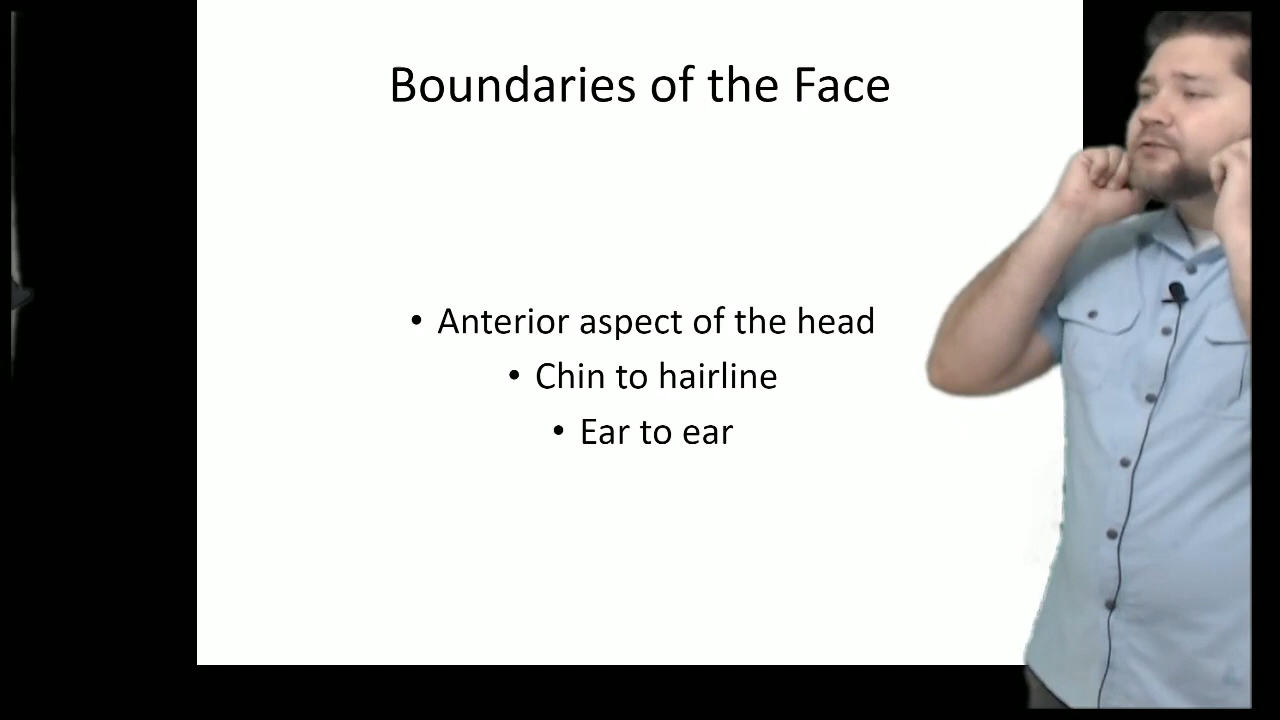 Boundaries of the Face
• Anterior aspect of the head
• Chin to hairline
• Ear to ear